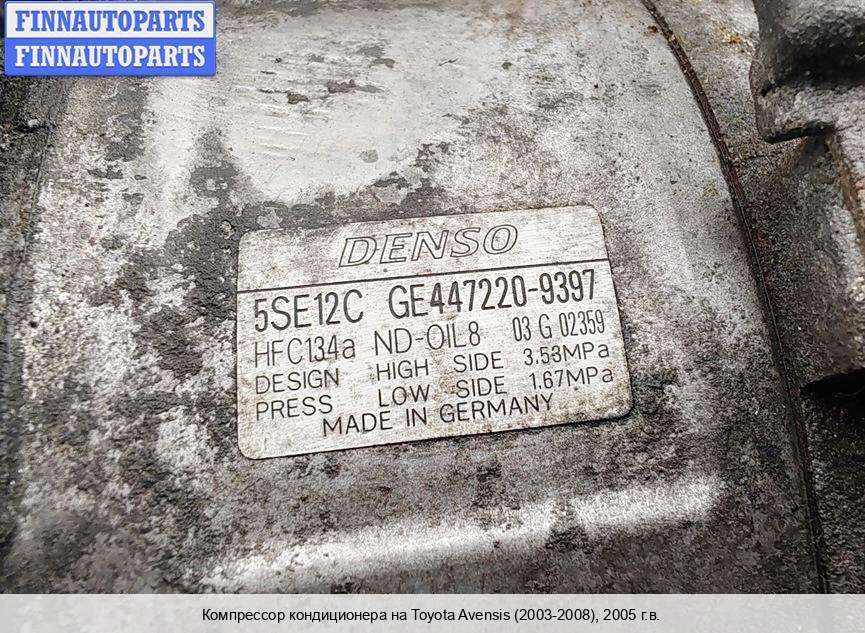 FINNAUTOPARTS
FINNAUTOPARTS
DENSO
5SE12C GE447220-9397
HFC134a ND-OIL8 03 G 02359
DESIGN HIGH SIDE 3.53MPa
PRESS LOW SIDE 1.67MPa
MADE IN GERMANY
Компрессор кондиционера на Toyota Avensis (2003-2008), 2005 г.в.